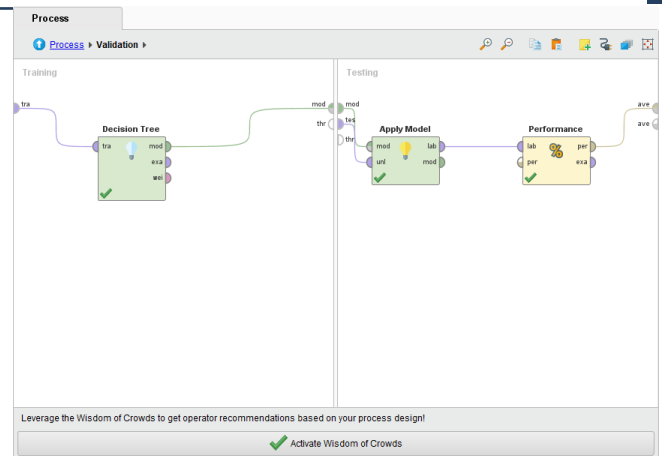 Process
Process ▸ Validation ▸
Training
Testing
tra
mod
thr
mod
tes
thr
ave
ave
Decision Tree
tra
mod
exa
wei
Apply Model
mod
lab
unl
mod
Performance
%
lab
per
per
exa
Leverage the Wisdom of Crowds to get operator recommendations based on your process design!
Activate Wisdom of Crowds